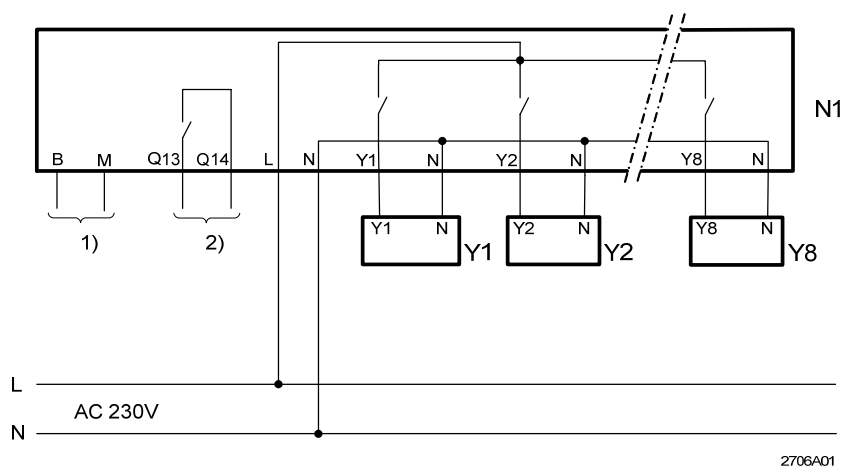 N1
B M Q13 Q14 L N Y1 N Y2 N Y8 N
1) 2)
Y1 N Y1 Y2 N Y2 Y8 N Y8
L
AC 230V
N
2706A01